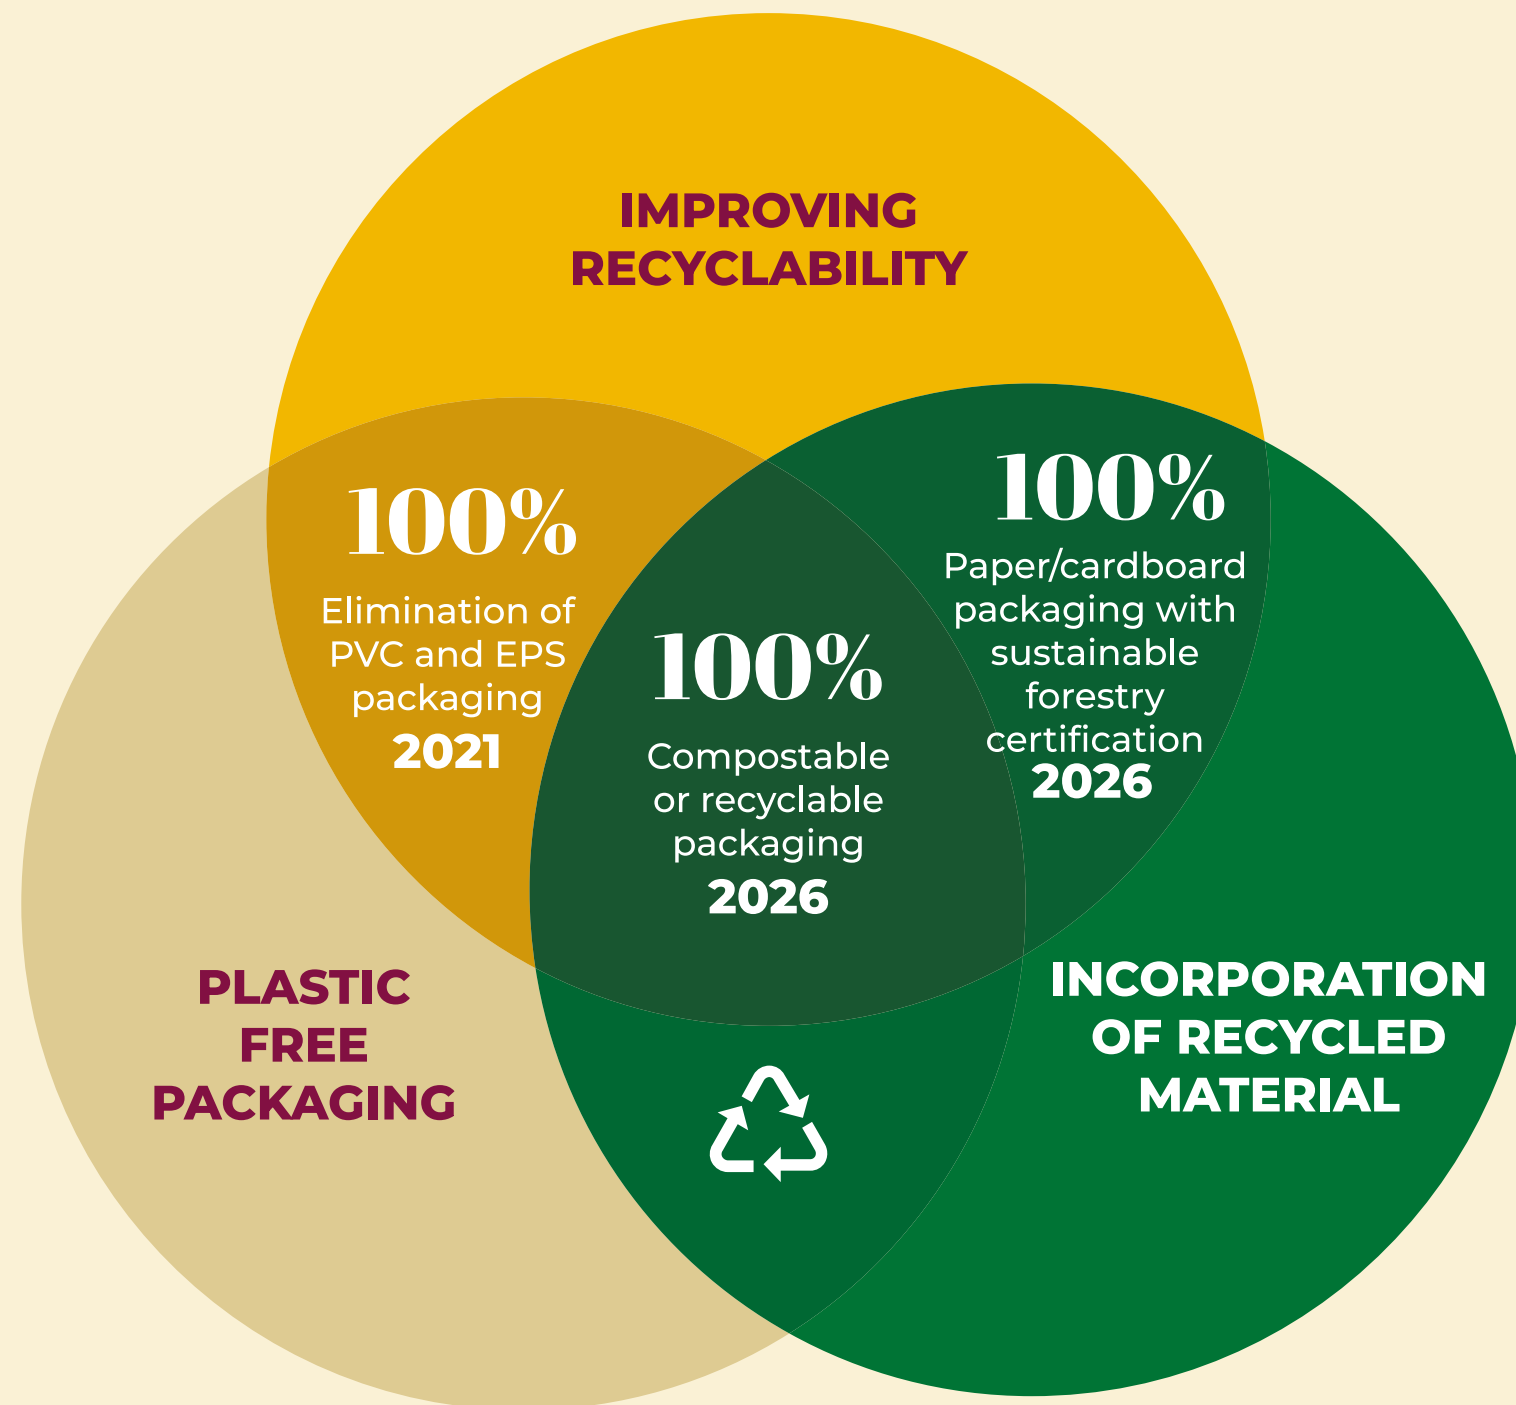 IMPROVING
RECYCLABILITY
100%
Elimination of
PVC and EPS
packaging
2021
100%
Compostable
or recyclable
packaging
2026
100%
Paper/cardboard
packaging with
sustainable
forestry
certification
2026
PLASTIC
FREE
PACKAGING
INCORPORATION
OF RECYCLED
MATERIAL